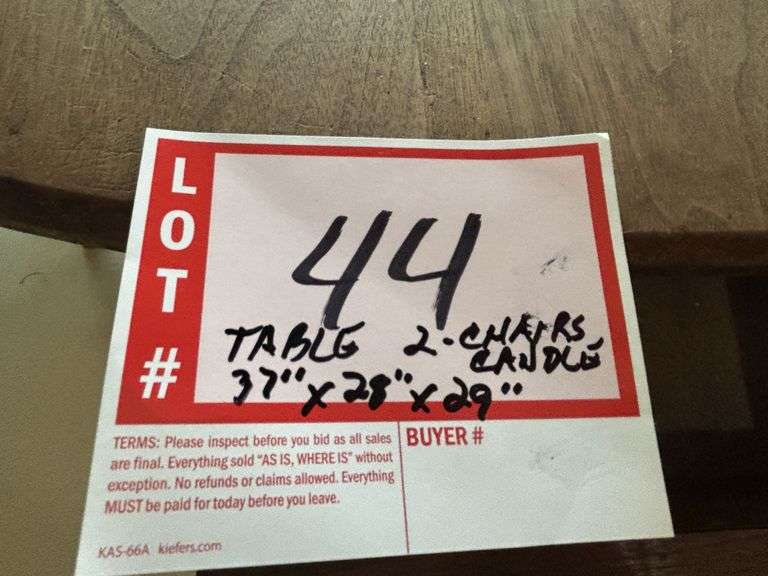 LOT #
44
TABLE 2-CHAIRS
CANDLE
37" x 28" x 29"
TERMS: Please inspect before you bid as all sales
are final. Everything sold "AS IS, WHERE IS" without
exception. No refunds or claims allowed. Everything
MUST be paid for today before you leave.
KAS-66A kiefers.com
BUYER #